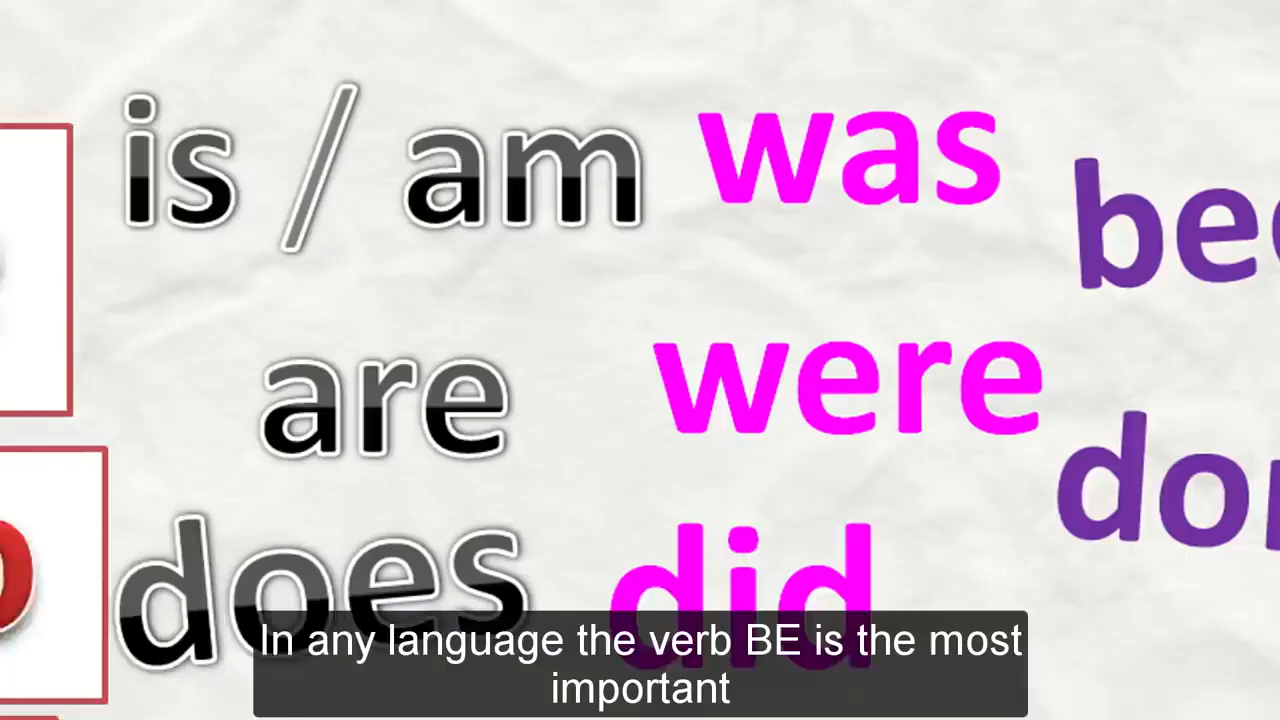 is / am was
are were
does did
In any language the verb BE is the most
important